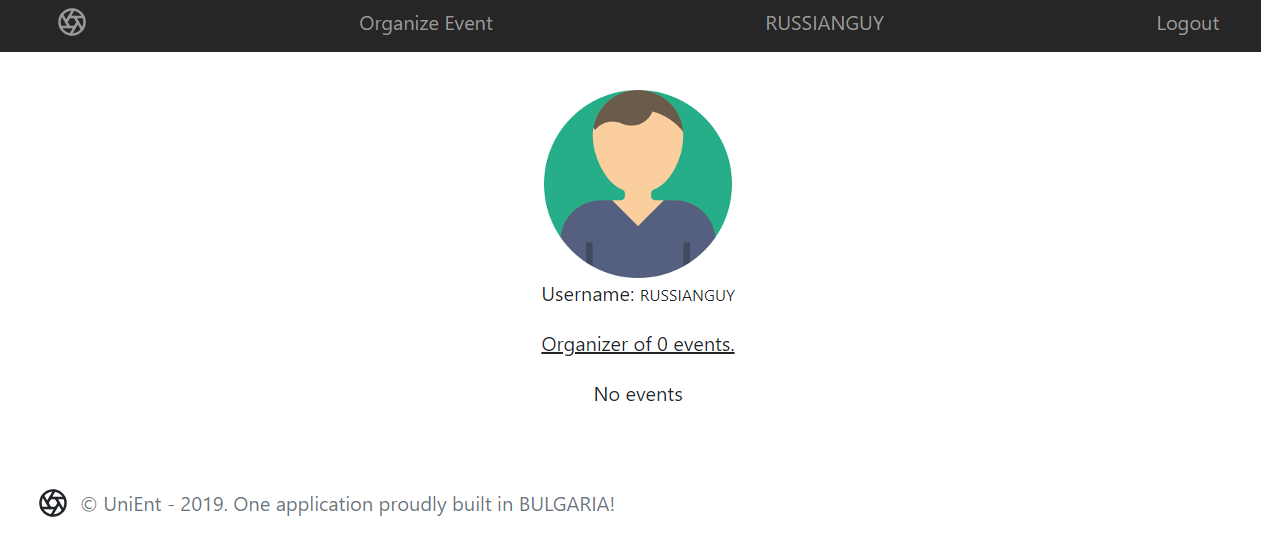 Organize Event RUSSIANGUY Logout
Username: RUSSIANGUY
Organizer of 0 events.
No events
© UniEnt - 2019. One application proudly built in BULGARIA!